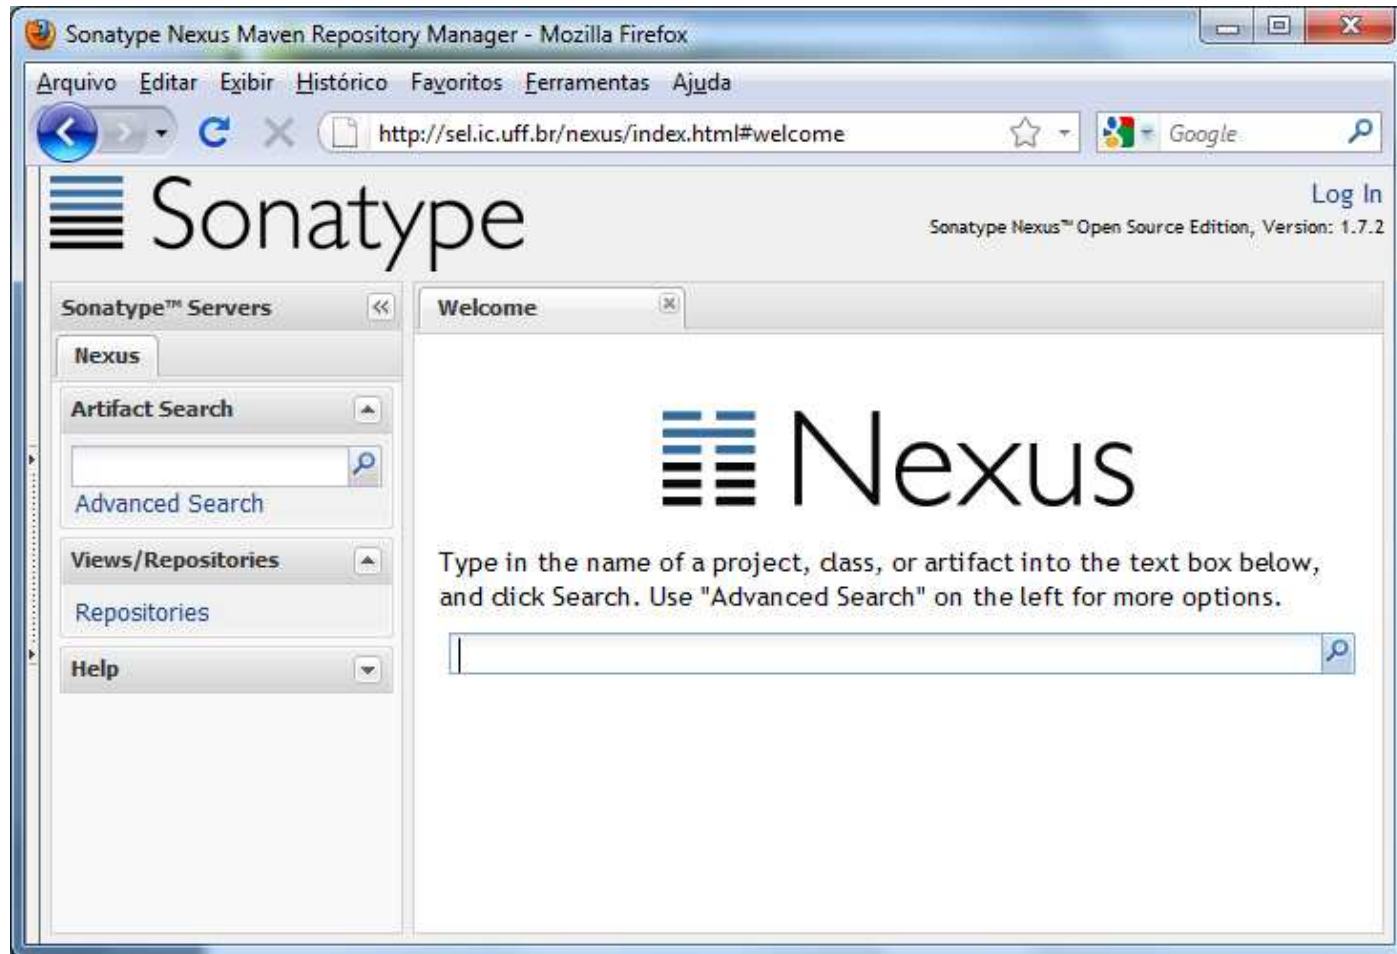 Sonatype Nexus Maven Repository Manager - Mozilla Firefox
Arquivo Editar Exibir Histórico Favoritos Ferramentas Ajuda
http://sel.ic.uff.br/nexus/index.html#welcome
Google
Sonatype
Log In
Sonatype Nexus™ Open Source Edition, Version: 1.7.2
Sonatype™ Servers
Welcome
Nexus
Artifact Search
Advanced Search
Views/Repositories
Repositories
Help
Nexus
Type in the name of a project, class, or artifact into the text box below,
and click Search. Use "Advanced Search" on the left for more options.